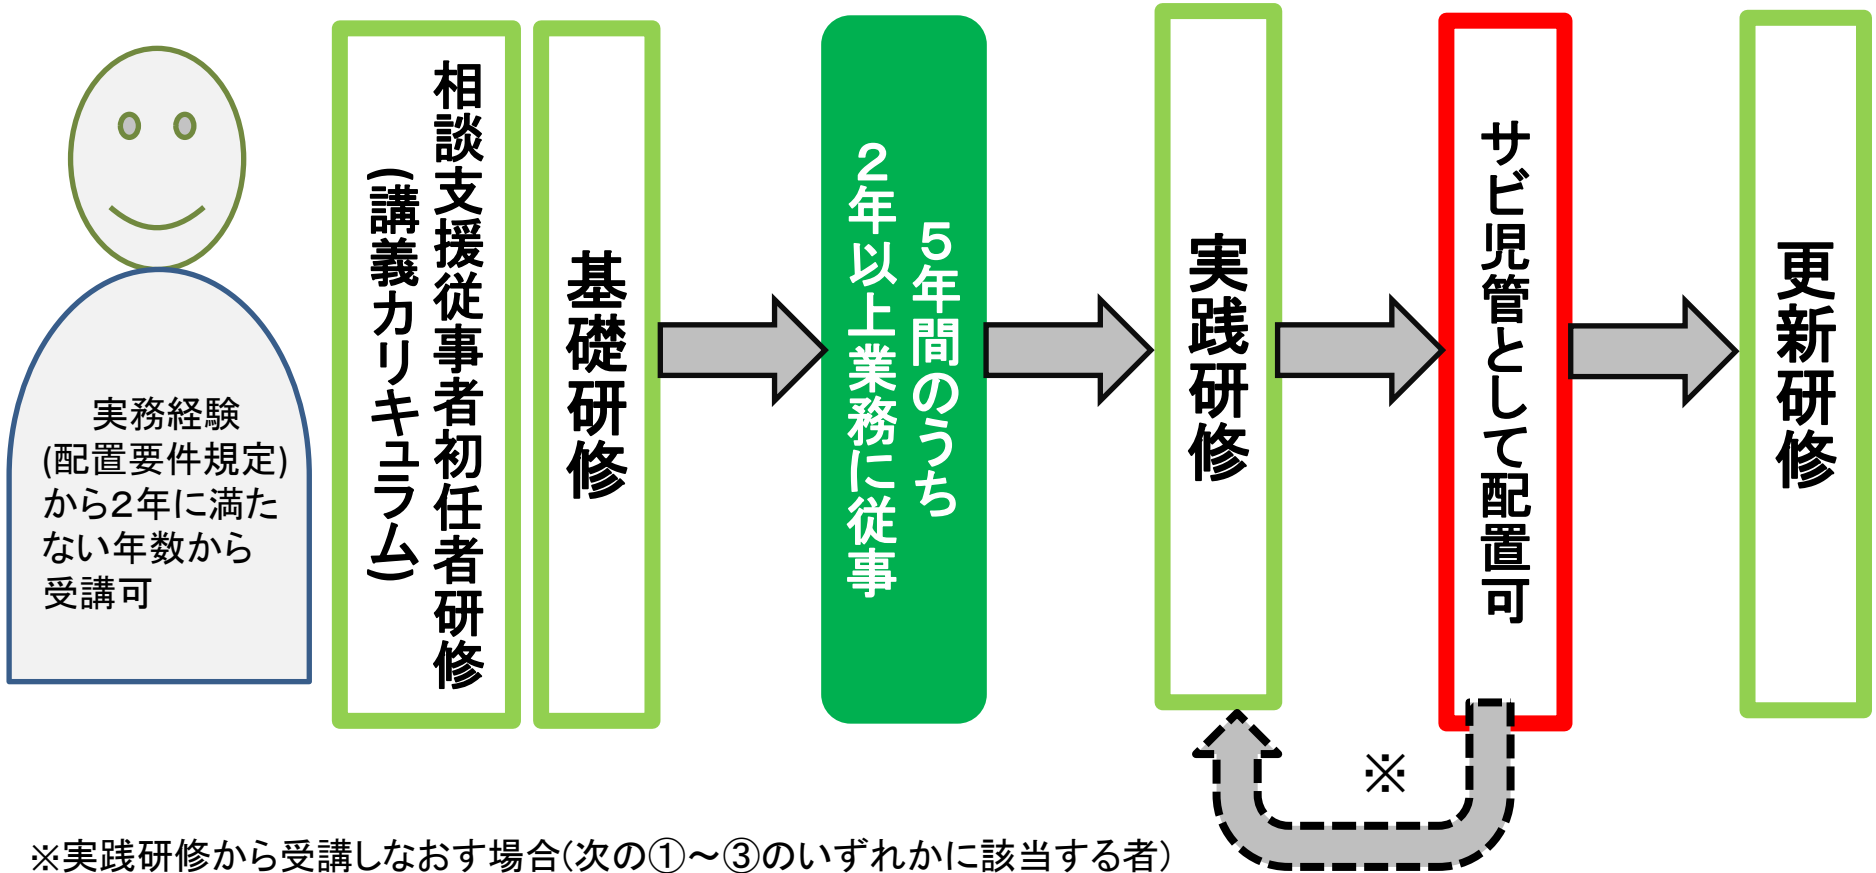 実務経験
(配置要件規定)
から２年に満た
ない年数から
受講可
相談支援従事者初任者研修
(講義カリキュラム)
基礎研修
５年間のうち
２年以上業務に従事
実践研修
サビ児管として配置可
更新研修
※
※実践研修から受講しなおす場合(次の①～③のいずれかに該当する者)